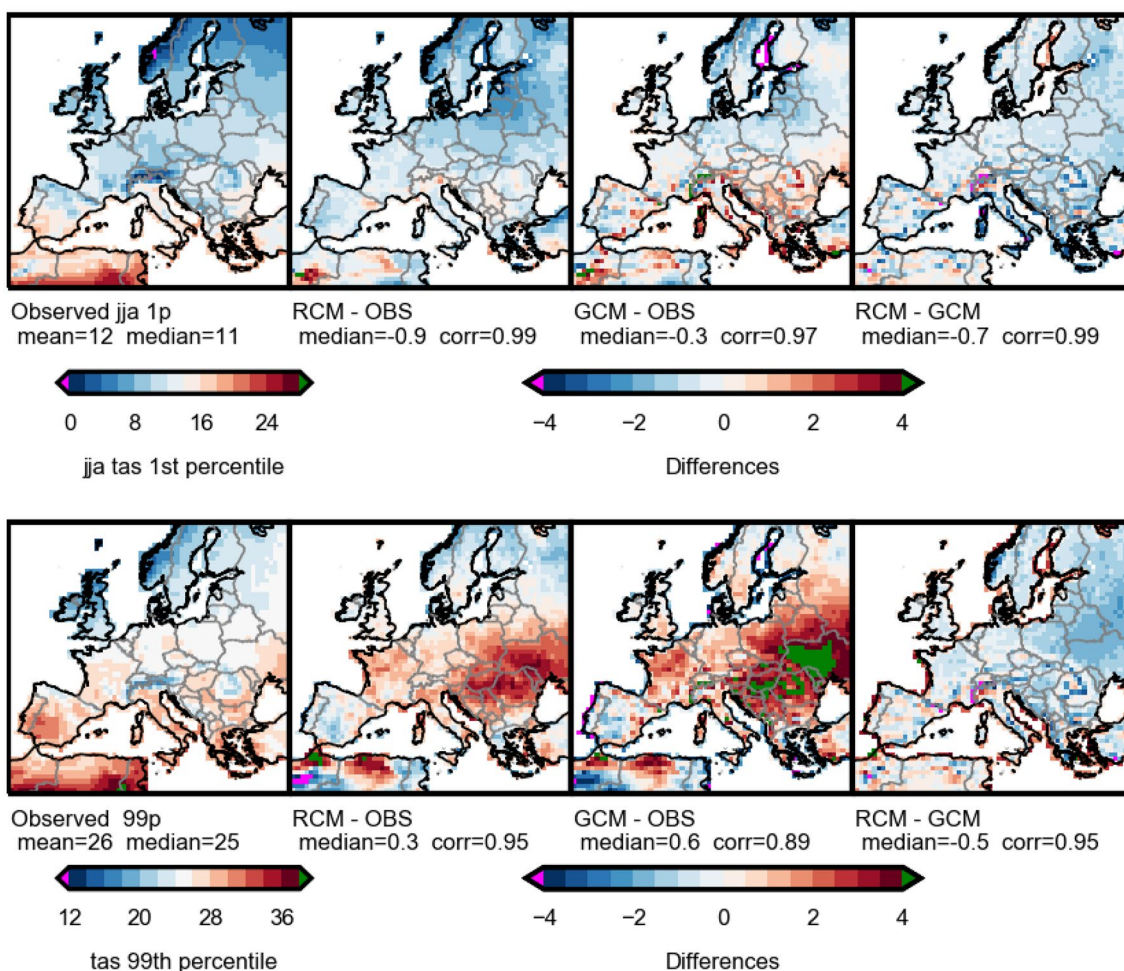 Observed jja 1p
mean=12 median=11
RCM - OBS
median=-0.9 corr=0.99
GCM - OBS
median=-0.3 corr=0.97
RCM - GCM
median=-0.7 corr=0.99
0 8 16 24
jja tas 1st percentile
−4 −2 0 2 4
Differences
Observed 99p
mean=26 median=25
RCM - OBS
median=0.3 corr=0.95
GCM - OBS
median=0.6 corr=0.89
RCM - GCM
median=-0.5 corr=0.95
12 20 28 36
tas 99th percentile
−4 −2 0 2 4
Differences